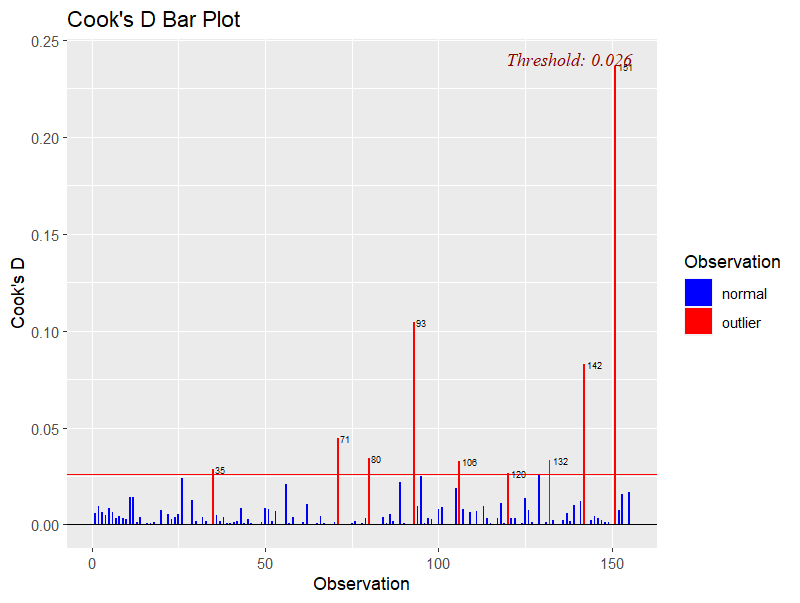 Cook's D Bar Plot
Threshold: 0.026
151
0.25
0.20
0.15
0.10
0.05
0.00
Cook's D
93
142
71
80
106
132
35
120
0
50
100
150
Observation
Observation
normal
outlier